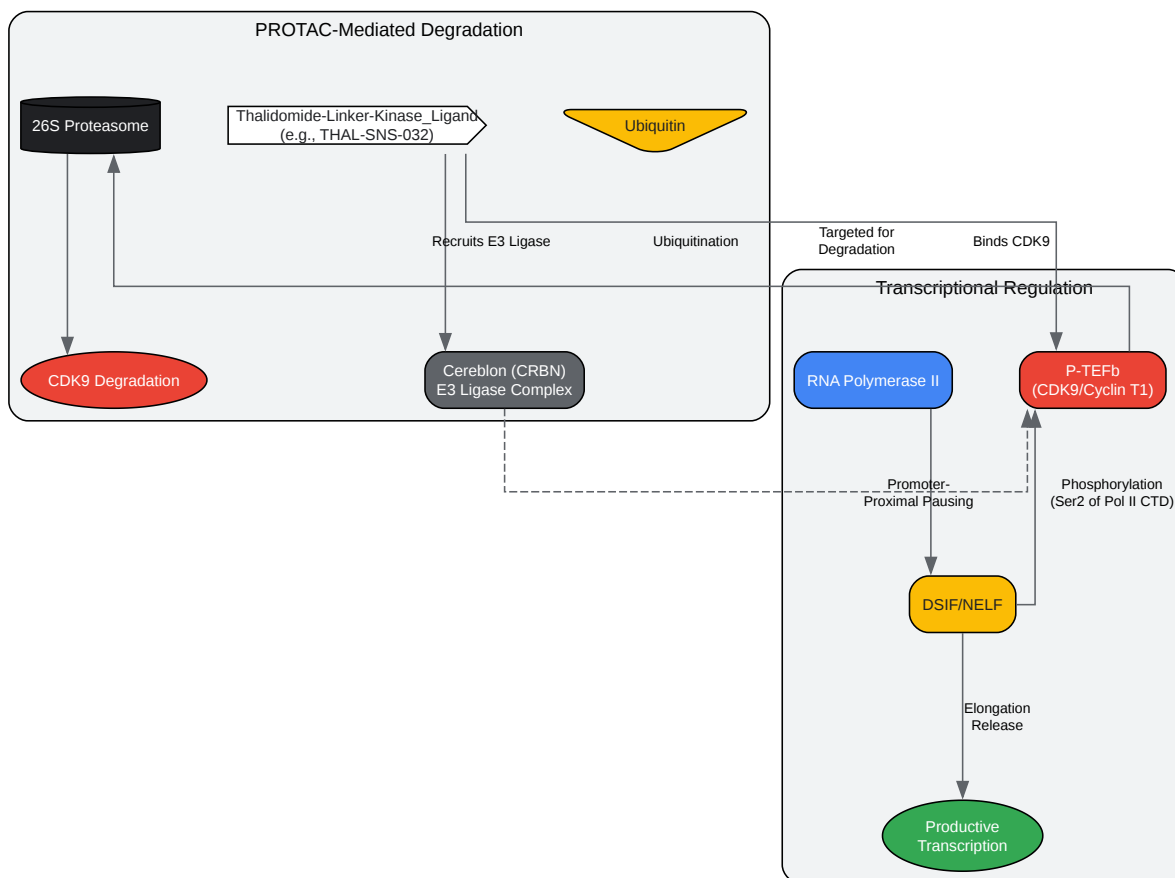 PROTAC-Mediated Degradation
26S Proteasome
Thalidomide-Linker-Kinase_Ligand
(e.g., THAL-SNS-032)
Ubiquitin
Recruits E3 Ligase
Ubiquitination
Targeted for
Degradation
Binds CDK9
Transcriptional Regulation
CDK9 Degradation
Cereblon (CRBN)
E3 Ligase Complex
RNA Polymerase II
P-TEFb
(CDK9/Cyclin T1)
Promoter-
Proximal Pausing
Phosphorylation
(Ser2 of Pol II CTD)
DSIF/NELF
Elongation
Release
Productive
Transcription